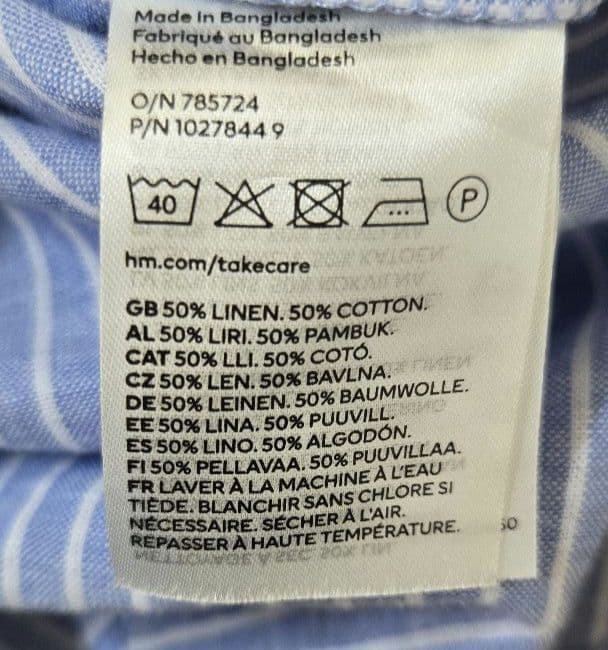 Made in Bangladesh
Fabriqué au Bangladesh
Hecho en Bangladesh
O/N 785724
P/N 1027844 9
40
P
hm.com/takecare
GB 50% LINEN. 50% COTTON.
AL 50% LIRI. 50% PAMBUK.
CAT 50% LLI. 50% COTÓ.
CZ 50% LEN. 50% BAVLNA.
DE 50% LEINEN. 50% BAUMWOLLE.
EE 50% LINA. 50% PUUVILL.
ES 50% LINO. 50% ALGODÓN.
FI 50% PELLAVAA. 50% PUUVILLAA.
FR LAVER À LA MACHINE À L'EAU
TIÈDE. BLANCHIR SANS CHLORE SI
NÉCESSAIRE. SÉCHER À L'AIR.
REPASSER À HAUTE TEMPÉRATURE.